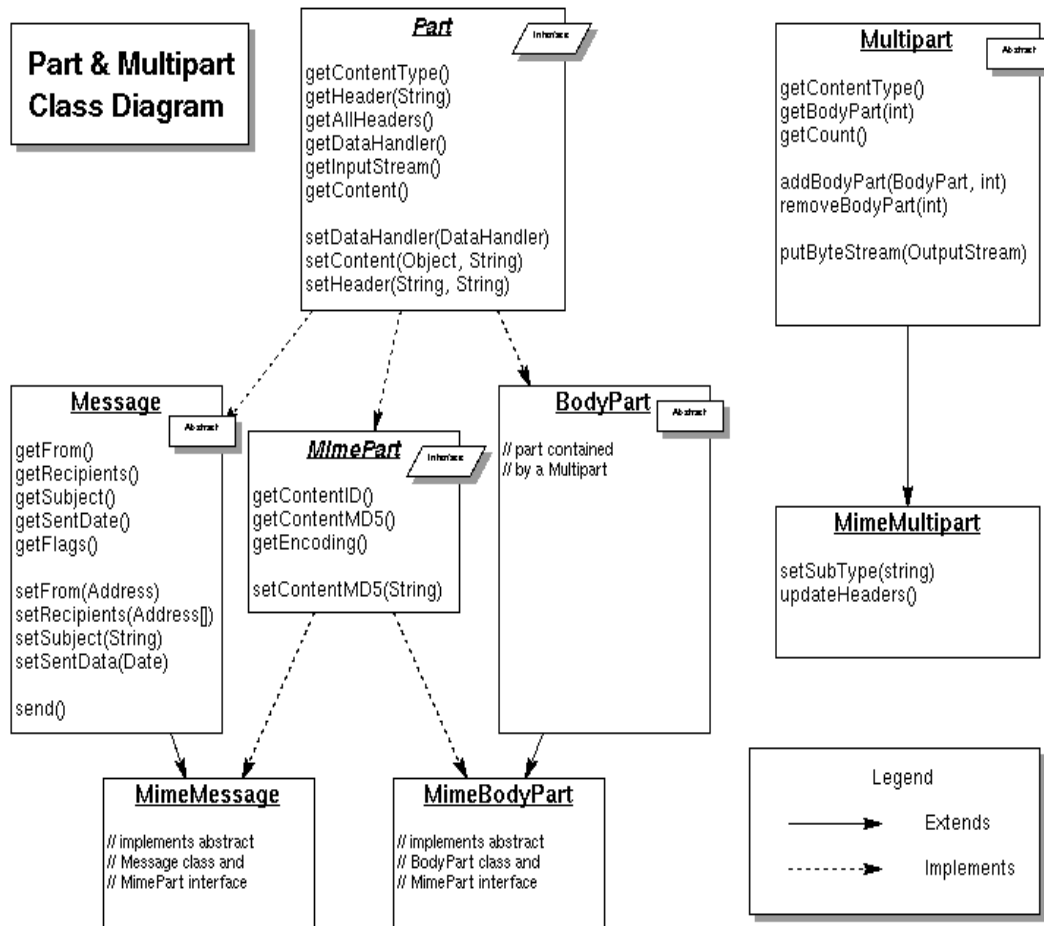 Part & Multipart
Class Diagram
Part
Interface
getContentType()
getHeader(String)
getAllHeaders()
getDataHandler()
getInputStream()
getContent()
setDataHandler(DataHandler)
setContent(Object, String)
setHeader(String, String)
Multipart
Abstract
getContentType()
getBodyPart(int)
getCount()
addBodyPart(BodyPart, int)
removeBodyPart(int)
putByteStream(OutputStream)
Message
Abstract
getFrom()
getRecipients()
getSubject()
getSentDate()
getFlags()
setFrom(Address)
setRecipients(Address[])
setSubject(String)
setSentData(Date)
send()
MimePart
Interface
getContentID()
getContentMD5()
getEncoding()
setContentMD5(String)
BodyPart
Abstract
// part contained
// by a Multipart
MimeMultipart
setSubType(string)
updateHeaders()
MimeMessage
// implements abstract
// Message class and
// MimePart interface
MimeBodyPart
// implements abstract
// BodyPart class and
// MimePart interface
Legend
Extends
Implements